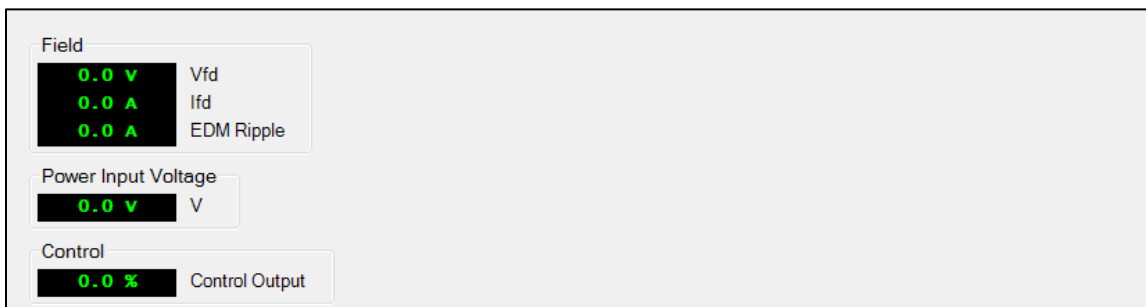 Field
0.0 V Vfd
0.0 A Ifd
0.0 A EDM Ripple
Power Input Voltage
0.0 V V
Control
0.0 % Control Output